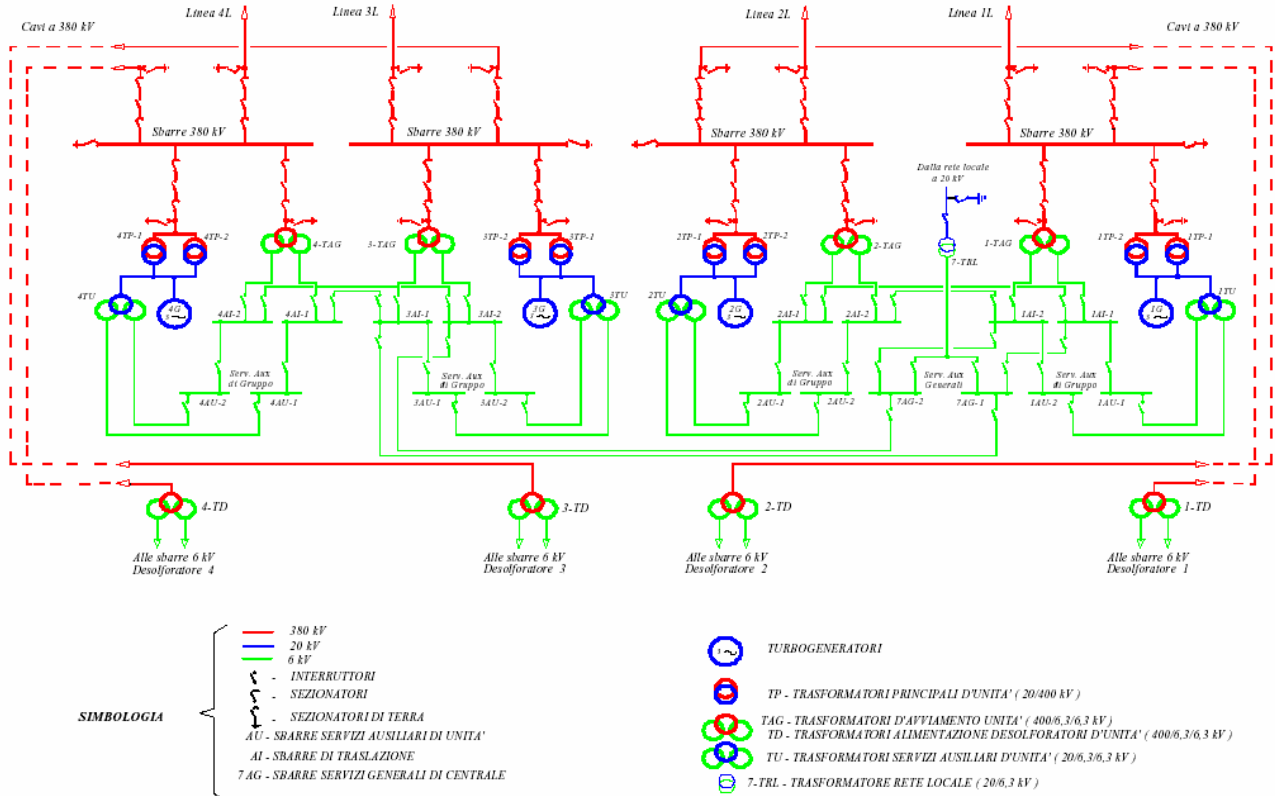 Linea 4L
Linea 3L
Linea 2L
Linea 1L
Cavi a 380 kV
Cavi a 380 kV
Sbarre 380 kV
Sbarre 380 kV
Sbarre 380 kV
Sbarre 380 kV
Dalla rete locale
a 20 kV
4TP-1
4TP-2
4-TAG
3-TAG
3TP-2
3TP-1
2TP-1
2TP-2
2-TAG
7-TRL
1-TAG
1TP-2
1TP-1
4TU
4G
3G
3TU
2TU
2G
1G
1TU
4AI-2
4AI-1
3AI-1
3AI-2
2AI-1
2AI-2
1AI-2
1AI-1
Serv. Aux
di Gruppo
Serv. Aux
di Gruppo
Serv. Aux
di Gruppo
Serv. Aux
Generali
Serv. Aux
di Gruppo
4AU-2
4AU-1
3AU-1
3AU-2
2AU-1
2AU-2
7AG-2
7AG-1
1AU-2
1AU-1
4-TD
3-TD
2-TD
1-TD
Alle sbarre 6 kV
Desolforatore 4
Alle sbarre 6 kV
Desolforatore 3
Alle sbarre 6 kV
Desolforatore 2
Alle sbarre 6 kV
Desolforatore 1
SIMBOLOGIA
380 kV
20 kV
6 kV
- INTERRUTTORI
- SEZIONATORI
- SEZIONATORI DI TERRA
AU - SBARRE SERVIZI AUSILIARI DI UNITA'
AI - SBARRE DI TRASLAZIONE
7 AG - SBARRE SERVIZI GENERALI DI CENTRALE
TURBOGENERATORI
TP - TRASFORMATORI PRINCIPALI D'UNITA' ( 20/400 kV )
TAG - TRASFORMATORI D'AVVIAMENTO UNITA' ( 400/6,3/6,3 kV )
TD - TRASFORMATORI ALIMENTAZIONE DESOLFORATORI D'UNITA' ( 400/6,3/6,3 kV )
TU - TRASFORMATORI SERVIZI AUSILIARI D'UNITA' ( 20/6,3/6,3 kV )
7-TRL - TRASFORMATORE RETE LOCALE ( 20/6,3 kV )